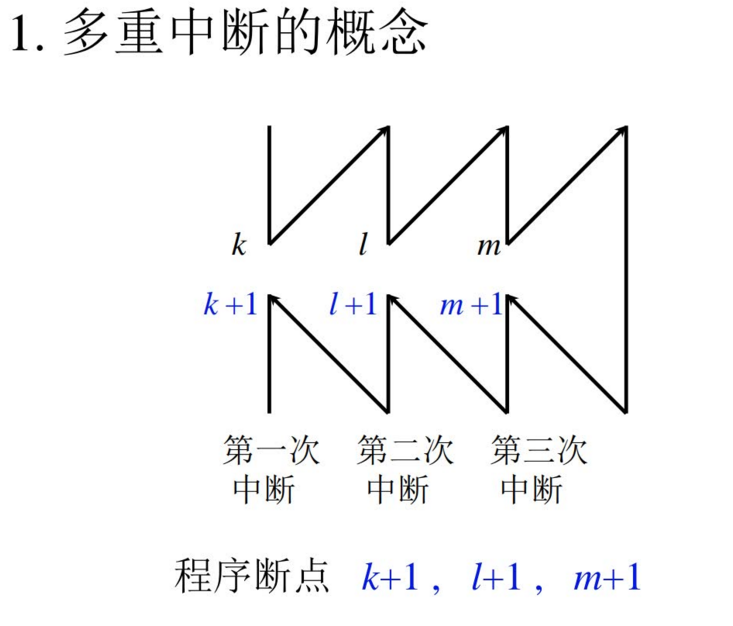 1. 多重中断的概念
k l m
k+1 l+1 m+1
第一次 第二次 第三次
中断 中断 中断
程序断点 k+1, l+1, m+1